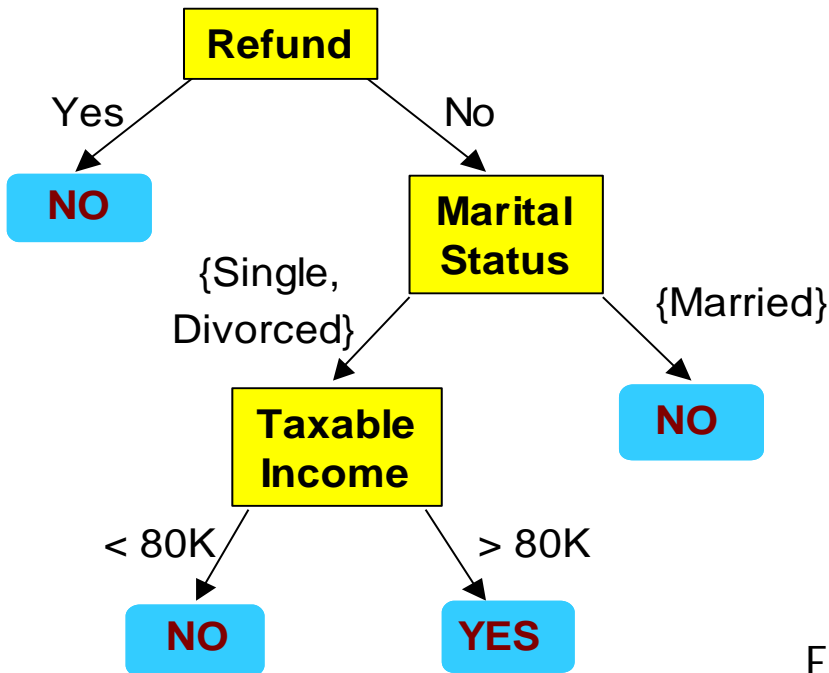 Refund
Yes
No
NO
Marital
Status
{Single,
Divorced}
{Married}
Taxable
Income
NO
< 80K
> 80K
NO
YES
F